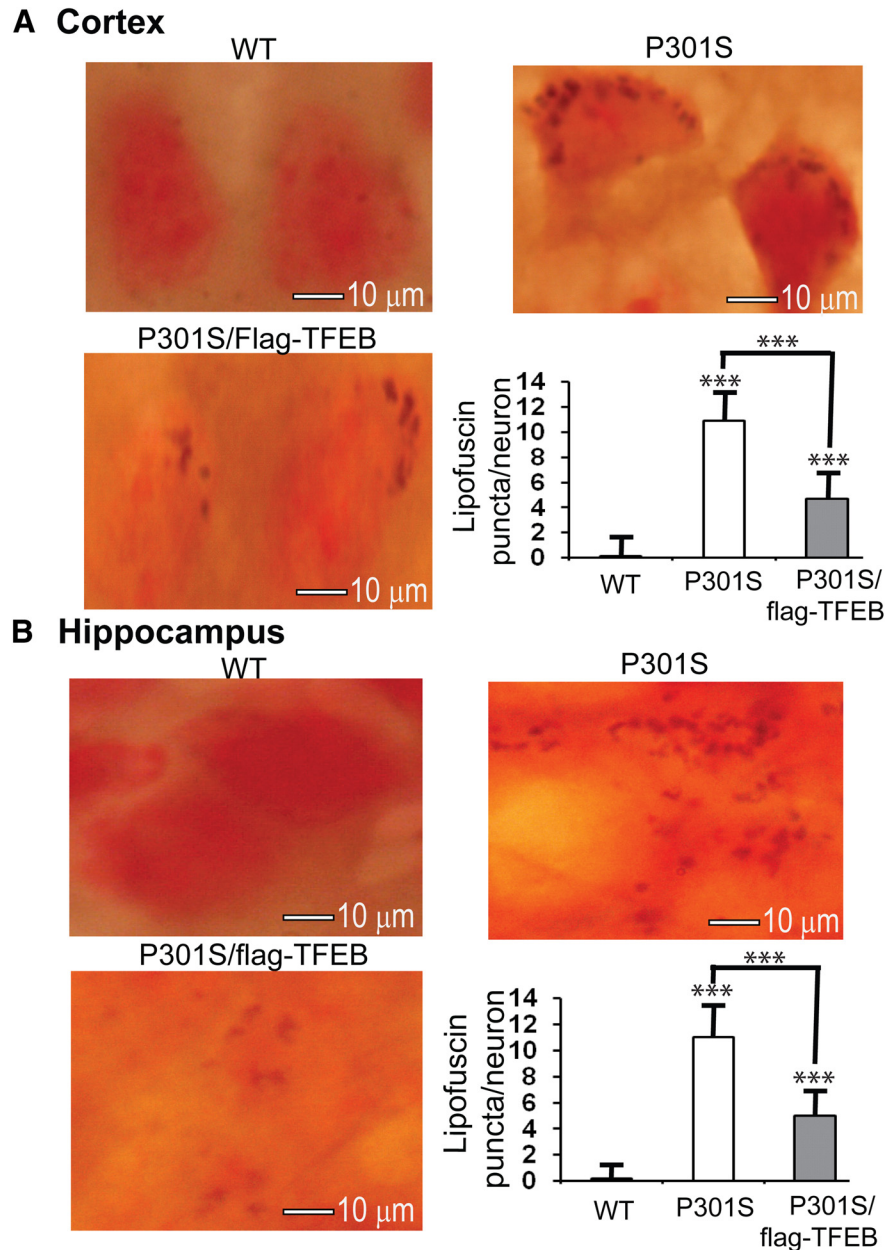 A Cortex
WT
P301S
10 µm
10 µm
P301S/Flag-TFEB
10 µm
***
***
***
Lipofuscin
puncta/neuron
14
12
10
8
6
4
2
0
WT
P301S
P301S/
flag-TFEB
B Hippocampus
WT
P301S
10 µm
10 µm
P301S/flag-TFEB
10 µm
***
***
***
Lipofuscin
puncta/neuron
14
12
10
8
6
4
2
0
WT
P301S
P301S/
flag-TFEB